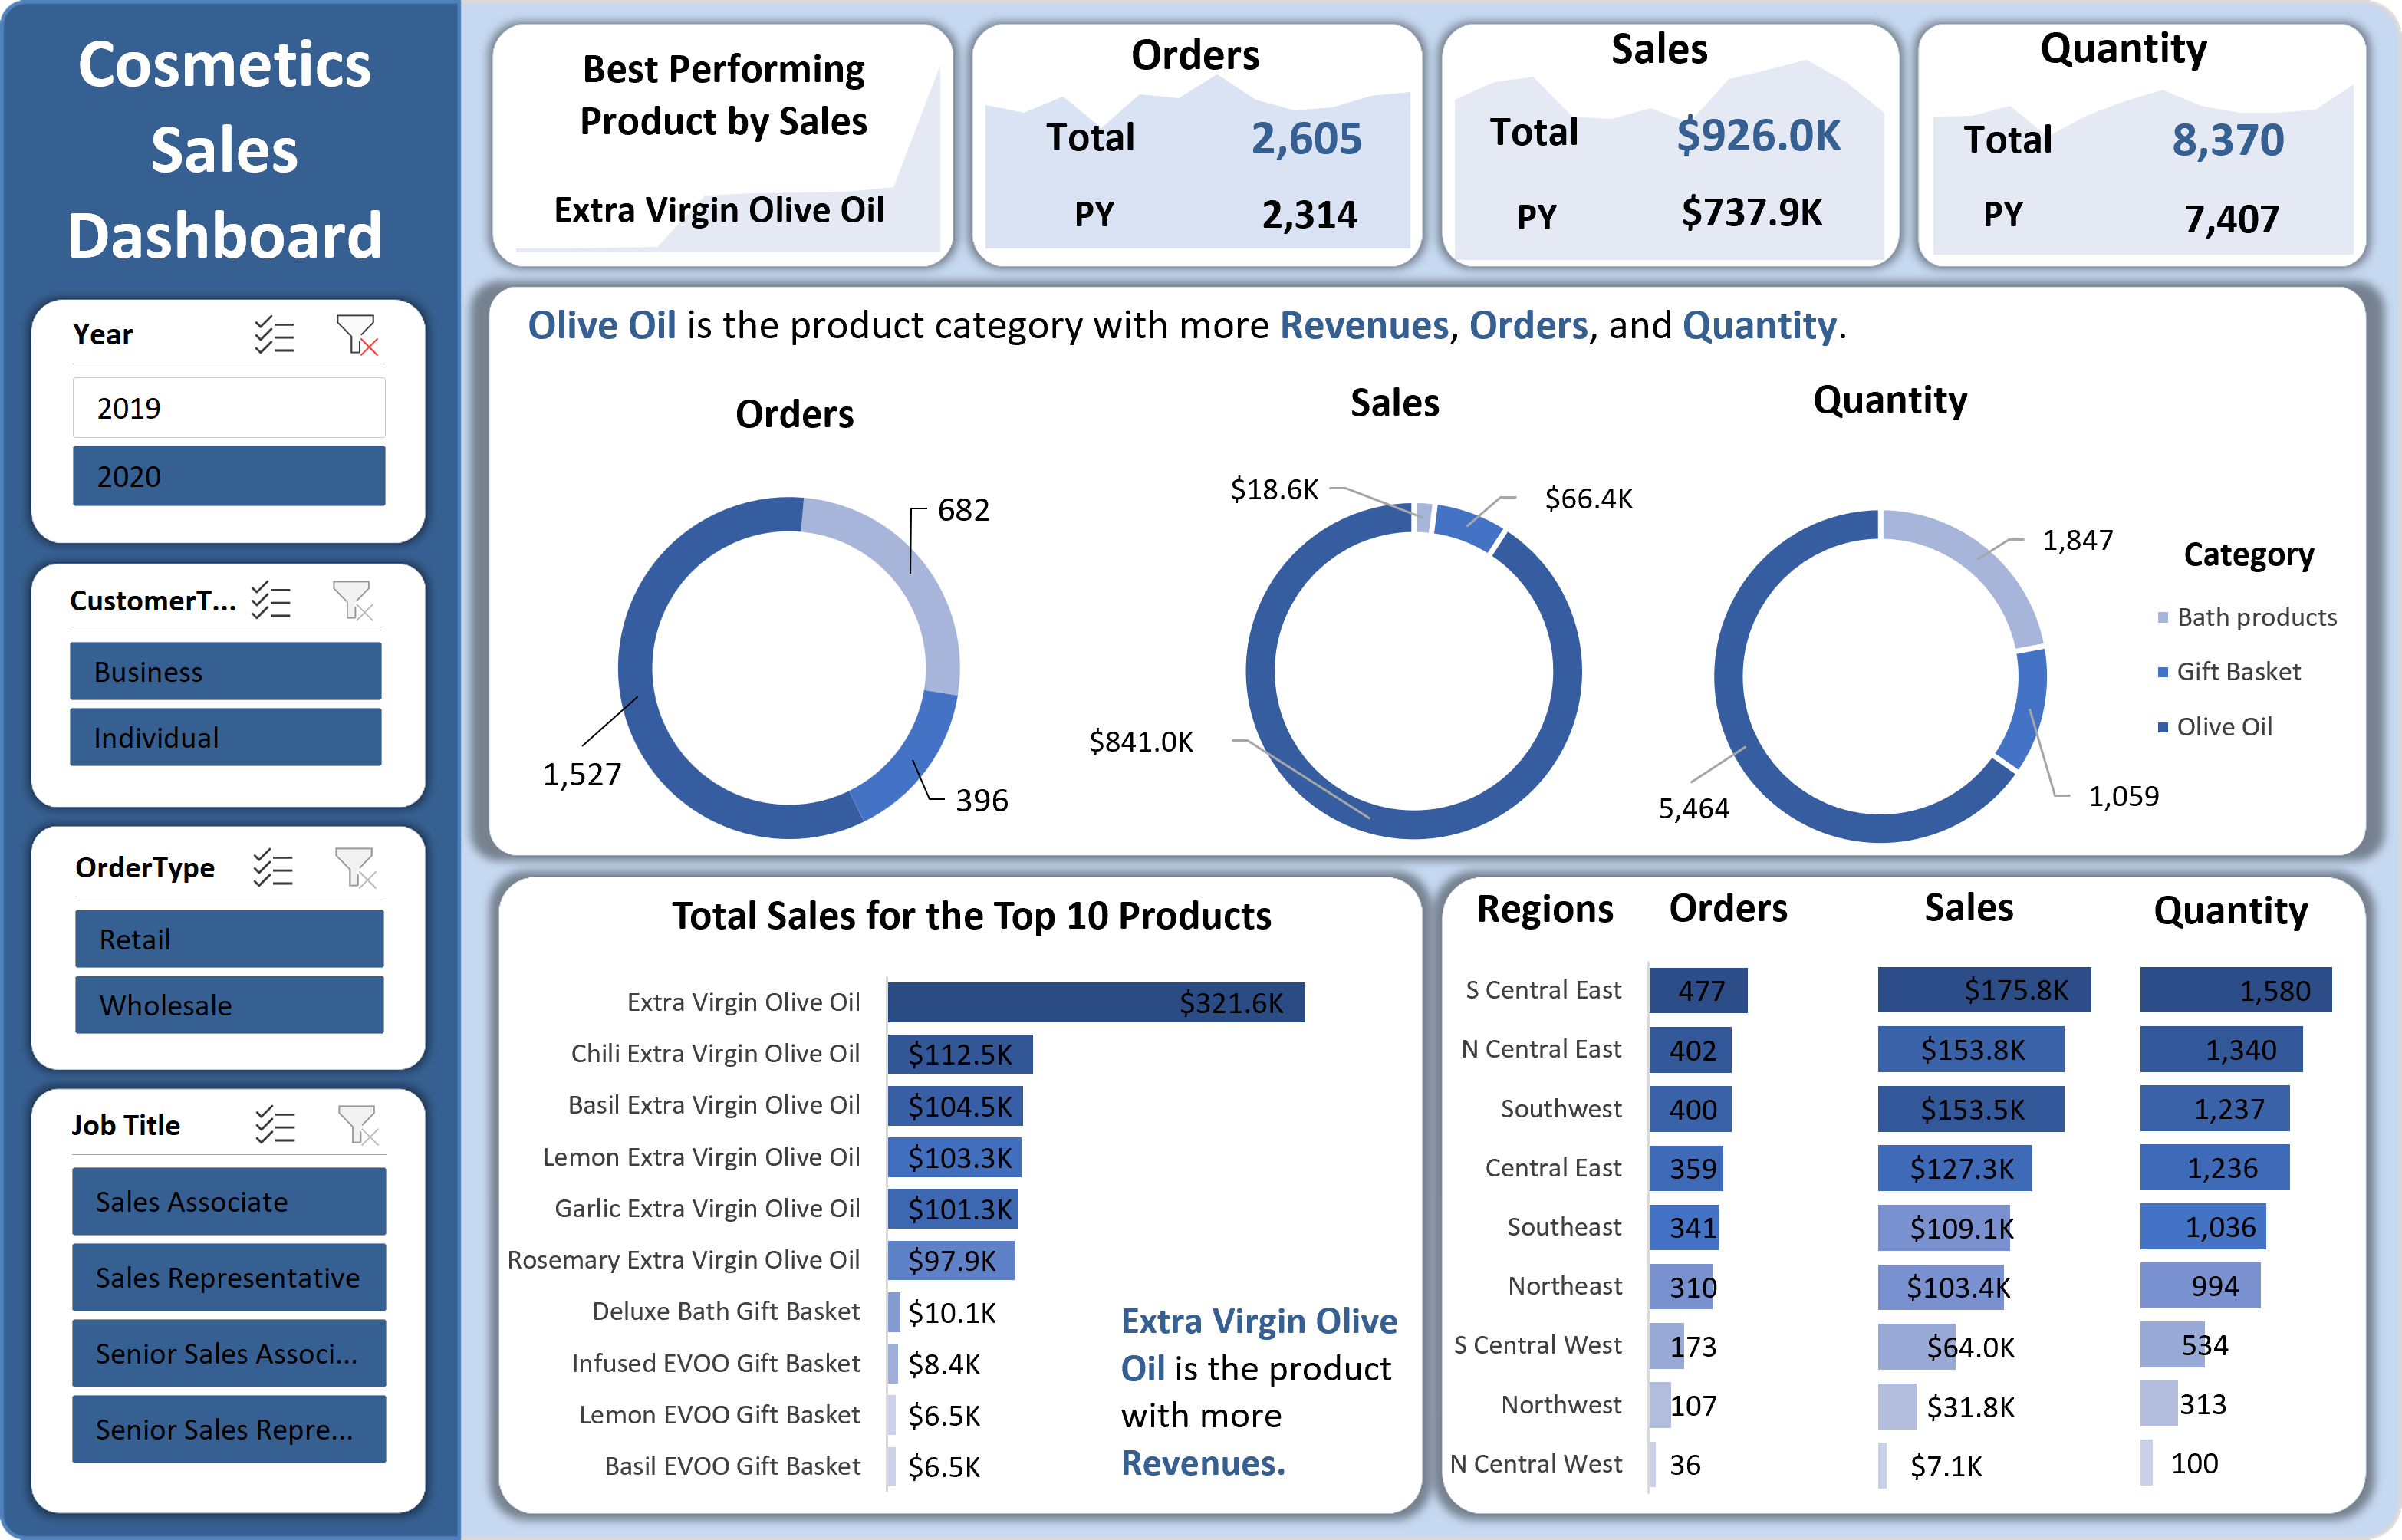 Cosmetics
Sales
Dashboard
Year
2019
2020
CustomerT...
Business
Individual
OrderType
Retail
Wholesale
Job Title
Sales Associate
Sales Representative
Senior Sales Associ...
Senior Sales Repre...
Best Performing
Product by Sales
Extra Virgin Olive Oil
Orders
Total 2,605
PY 2,314
Sales
Total $926.0K
PY $737.9K
Quantity
Total 8,370
PY 7,407
Olive Oil is the product category with more Revenues, Orders, and Quantity.
Orders
682
1,527
396
Sales
$18.6K
$66.4K
$841.0K
Quantity
1,847
5,464
1,059
Category
Bath products
Gift Basket
Olive Oil
Total Sales for the Top 10 Products
Extra Virgin Olive Oil $321.6K
Chili Extra Virgin Olive Oil $112.5K
Basil Extra Virgin Olive Oil $104.5K
Lemon Extra Virgin Olive Oil $103.3K
Garlic Extra Virgin Olive Oil $101.3K
Rosemary Extra Virgin Olive Oil $97.9K
Deluxe Bath Gift Basket $10.1K
Infused EVOO Gift Basket $8.4K
Lemon EVOO Gift Basket $6.5K
Basil EVOO Gift Basket $6.5K
Extra Virgin Olive
Oil is the product
with more
Revenues.
Regions Orders Sales Quantity
S Central East 477 $175.8K 1,580
N Central East 402 $153.8K 1,340
Southwest 400 $153.5K 1,237
Central East 359 $127.3K 1,236
Southeast 341 $109.1K 1,036
Northeast 310 $103.4K 994
S Central West 173 $64.0K 534
Northwest 107 $31.8K 313
N Central West 36 $7.1K 100